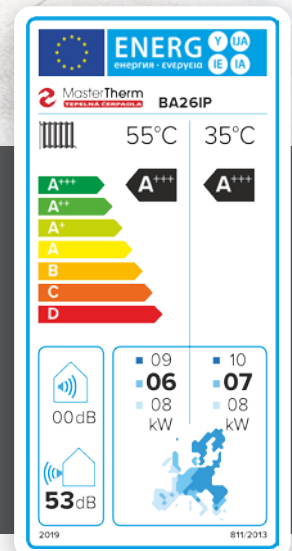 ENERG Y UA
енергия · ενεργεια IE IA
MasterTherm
TEPELNÁ ČERPADLA
BA26IP
55°C 35°C
A+++ A+++ A+++
A++
A+
A
B
C
D
00dB
53dB
09 10
06 07
08 08
kW kW
2019 811/2013